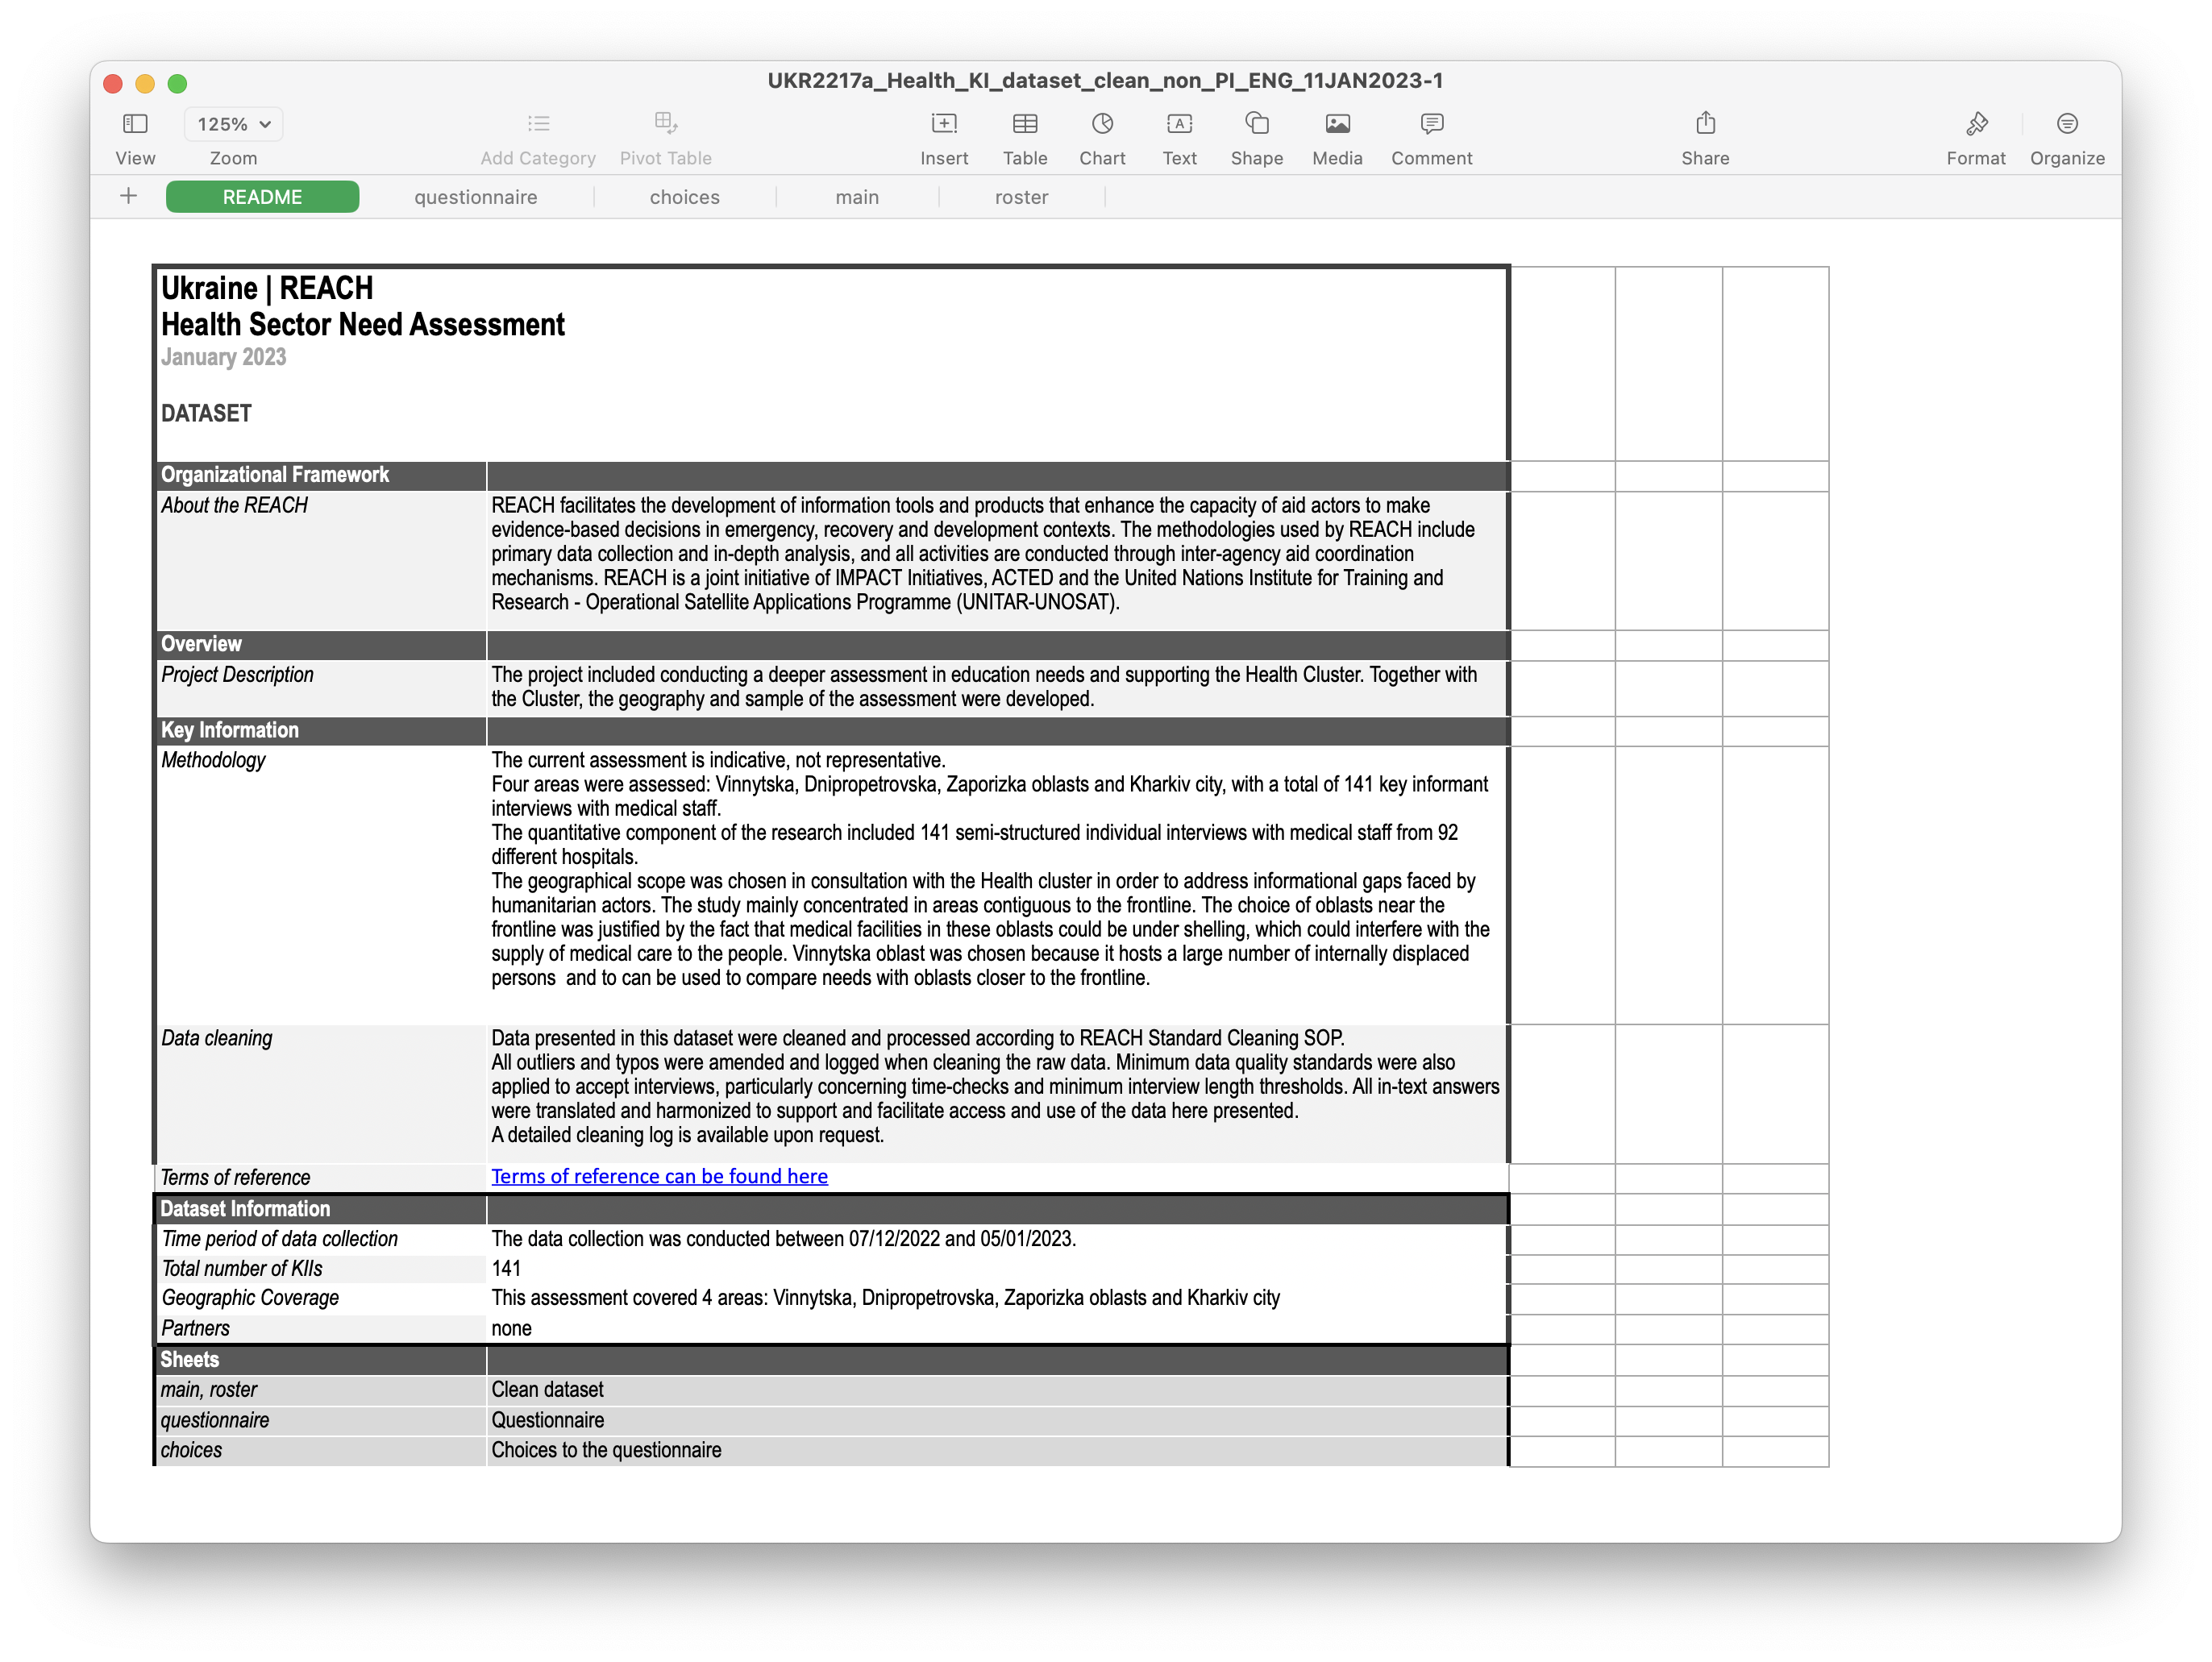 UKR2217a_Health_KI_dataset_clean_non_PI_ENG_11JAN2023-1
125%
View
Zoom
Add Category
Pivot Table
Insert
Table
Chart
Text
Shape
Media
Comment
Share
Format
Organize
README
questionnaire
choices
main
roster
Ukraine | REACH
Health Sector Need Assessment
January 2023
DATASET
Organizational Framework
About the REACH
REACH facilitates the development of information tools and products that enhance the capacity of aid actors to make
evidence-based decisions in emergency, recovery and development contexts. The methodologies used by REACH include
primary data collection and in-depth analysis, and all activities are conducted through inter-agency aid coordination
mechanisms. REACH is a joint initiative of IMPACT Initiatives, ACTED and the United Nations Institute for Training and
Research - Operational Satellite Applications Programme (UNITAR-UNOSAT).
Overview
Project Description
The project included conducting a deeper assessment in education needs and supporting the Health Cluster. Together with
the Cluster, the geography and sample of the assessment were developed.
Key Information
Methodology
The current assessment is indicative, not representative.
Four areas were assessed: Vinnytska, Dnipropetrovska, Zaporizka oblasts and Kharkiv city, with a total of 141 key informant
interviews with medical staff.
The quantitative component of the research included 141 semi-structured individual interviews with medical staff from 92
different hospitals.
The geographical scope was chosen in consultation with the Health cluster in order to address informational gaps faced by
humanitarian actors. The study mainly concentrated in areas contiguous to the frontline. The choice of oblasts near the
frontline was justified by the fact that medical facilities in these oblasts could be under shelling, which could interfere with the
supply of medical care to the people. Vinnytska oblast was chosen because it hosts a large number of internally displaced
persons  and to can be used to compare needs with oblasts closer to the frontline.
Data cleaning
Data presented in this dataset were cleaned and processed according to REACH Standard Cleaning SOP.
All outliers and typos were amended and logged when cleaning the raw data. Minimum data quality standards were also
applied to accept interviews, particularly concerning time-checks and minimum interview length thresholds. All in-text answers
were translated and harmonized to support and facilitate access and use of the data here presented.
A detailed cleaning log is available upon request.
Terms of reference
Terms of reference can be found here
Dataset Information
Time period of data collection
The data collection was conducted between 07/12/2022 and 05/01/2023.
Total number of KIIs
141
Geographic Coverage
This assessment covered 4 areas: Vinnytska, Dnipropetrovska, Zaporizka oblasts and Kharkiv city
Partners
none
Sheets
main, roster
Clean dataset
questionnaire
Questionnaire
choices
Choices to the questionnaire